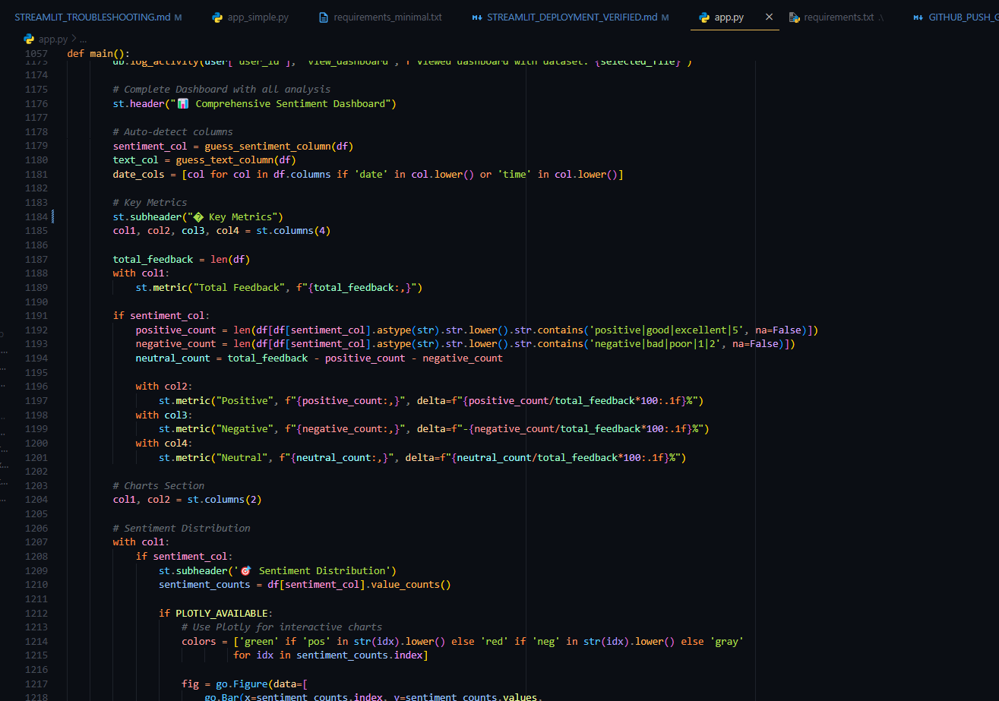 STREAMLIT_TROUBLESHOOTING.md M app_simple.py requirements_minimal.txt STREAMLIT_DEPLOYMENT_VERIFIED.md M app.py × requirements.txt .\ GITHUB_PUSH_G
app.py > ...
1057 def main():
1173 db.log_activity(user['user_id'], 'view_dashboard', f'Viewed dashboard with dataset: {selected_file}')
1174
1175 # Complete Dashboard with all analysis
1176 st.header("📊 Comprehensive Sentiment Dashboard")
1177
1178 # Auto-detect columns
1179 sentiment_col = guess_sentiment_column(df)
1180 text_col = guess_text_column(df)
1181 date_cols = [col for col in df.columns if 'date' in col.lower() or 'time' in col.lower()]
1182
1183 # Key Metrics
1184 st.subheader("� Key Metrics")
1185 col1, col2, col3, col4 = st.columns(4)
1186
1187 total_feedback = len(df)
1188 with col1:
1189 st.metric("Total Feedback", f"{total_feedback:,}")
1190
1191 if sentiment_col:
1192 positive_count = len(df[df[sentiment_col].astype(str).str.lower().str.contains('positive|good|excellent|5', na=False)])
1193 negative_count = len(df[df[sentiment_col].astype(str).str.lower().str.contains('negative|bad|poor|1|2', na=False)])
1194 neutral_count = total_feedback - positive_count - negative_count
1195
1196 with col2:
1197 st.metric("Positive", f"{positive_count:,}", delta=f"{positive_count/total_feedback*100:.1f}%")
1198 with col3:
1199 st.metric("Negative", f"{negative_count:,}", delta=f"-{negative_count/total_feedback*100:.1f}%")
1200 with col4:
1201 st.metric("Neutral", f"{neutral_count:,}", delta=f"{neutral_count/total_feedback*100:.1f}%")
1202
1203 # Charts Section
1204 col1, col2 = st.columns(2)
1205
1206 # Sentiment Distribution
1207 with col1:
1208 if sentiment_col:
1209 st.subheader('🎯 Sentiment Distribution')
1210 sentiment_counts = df[sentiment_col].value_counts()
1211
1212 if PLOTLY_AVAILABLE:
1213 # Use Plotly for interactive charts
1214 colors = ['green' if 'pos' in str(idx).lower() else 'red' if 'neg' in str(idx).lower() else 'gray'
1215 for idx in sentiment_counts.index]
1216
1217 fig = go.Figure(data=[
1218 go.Bar(x=sentiment_counts.index, y=sentiment_counts.values,